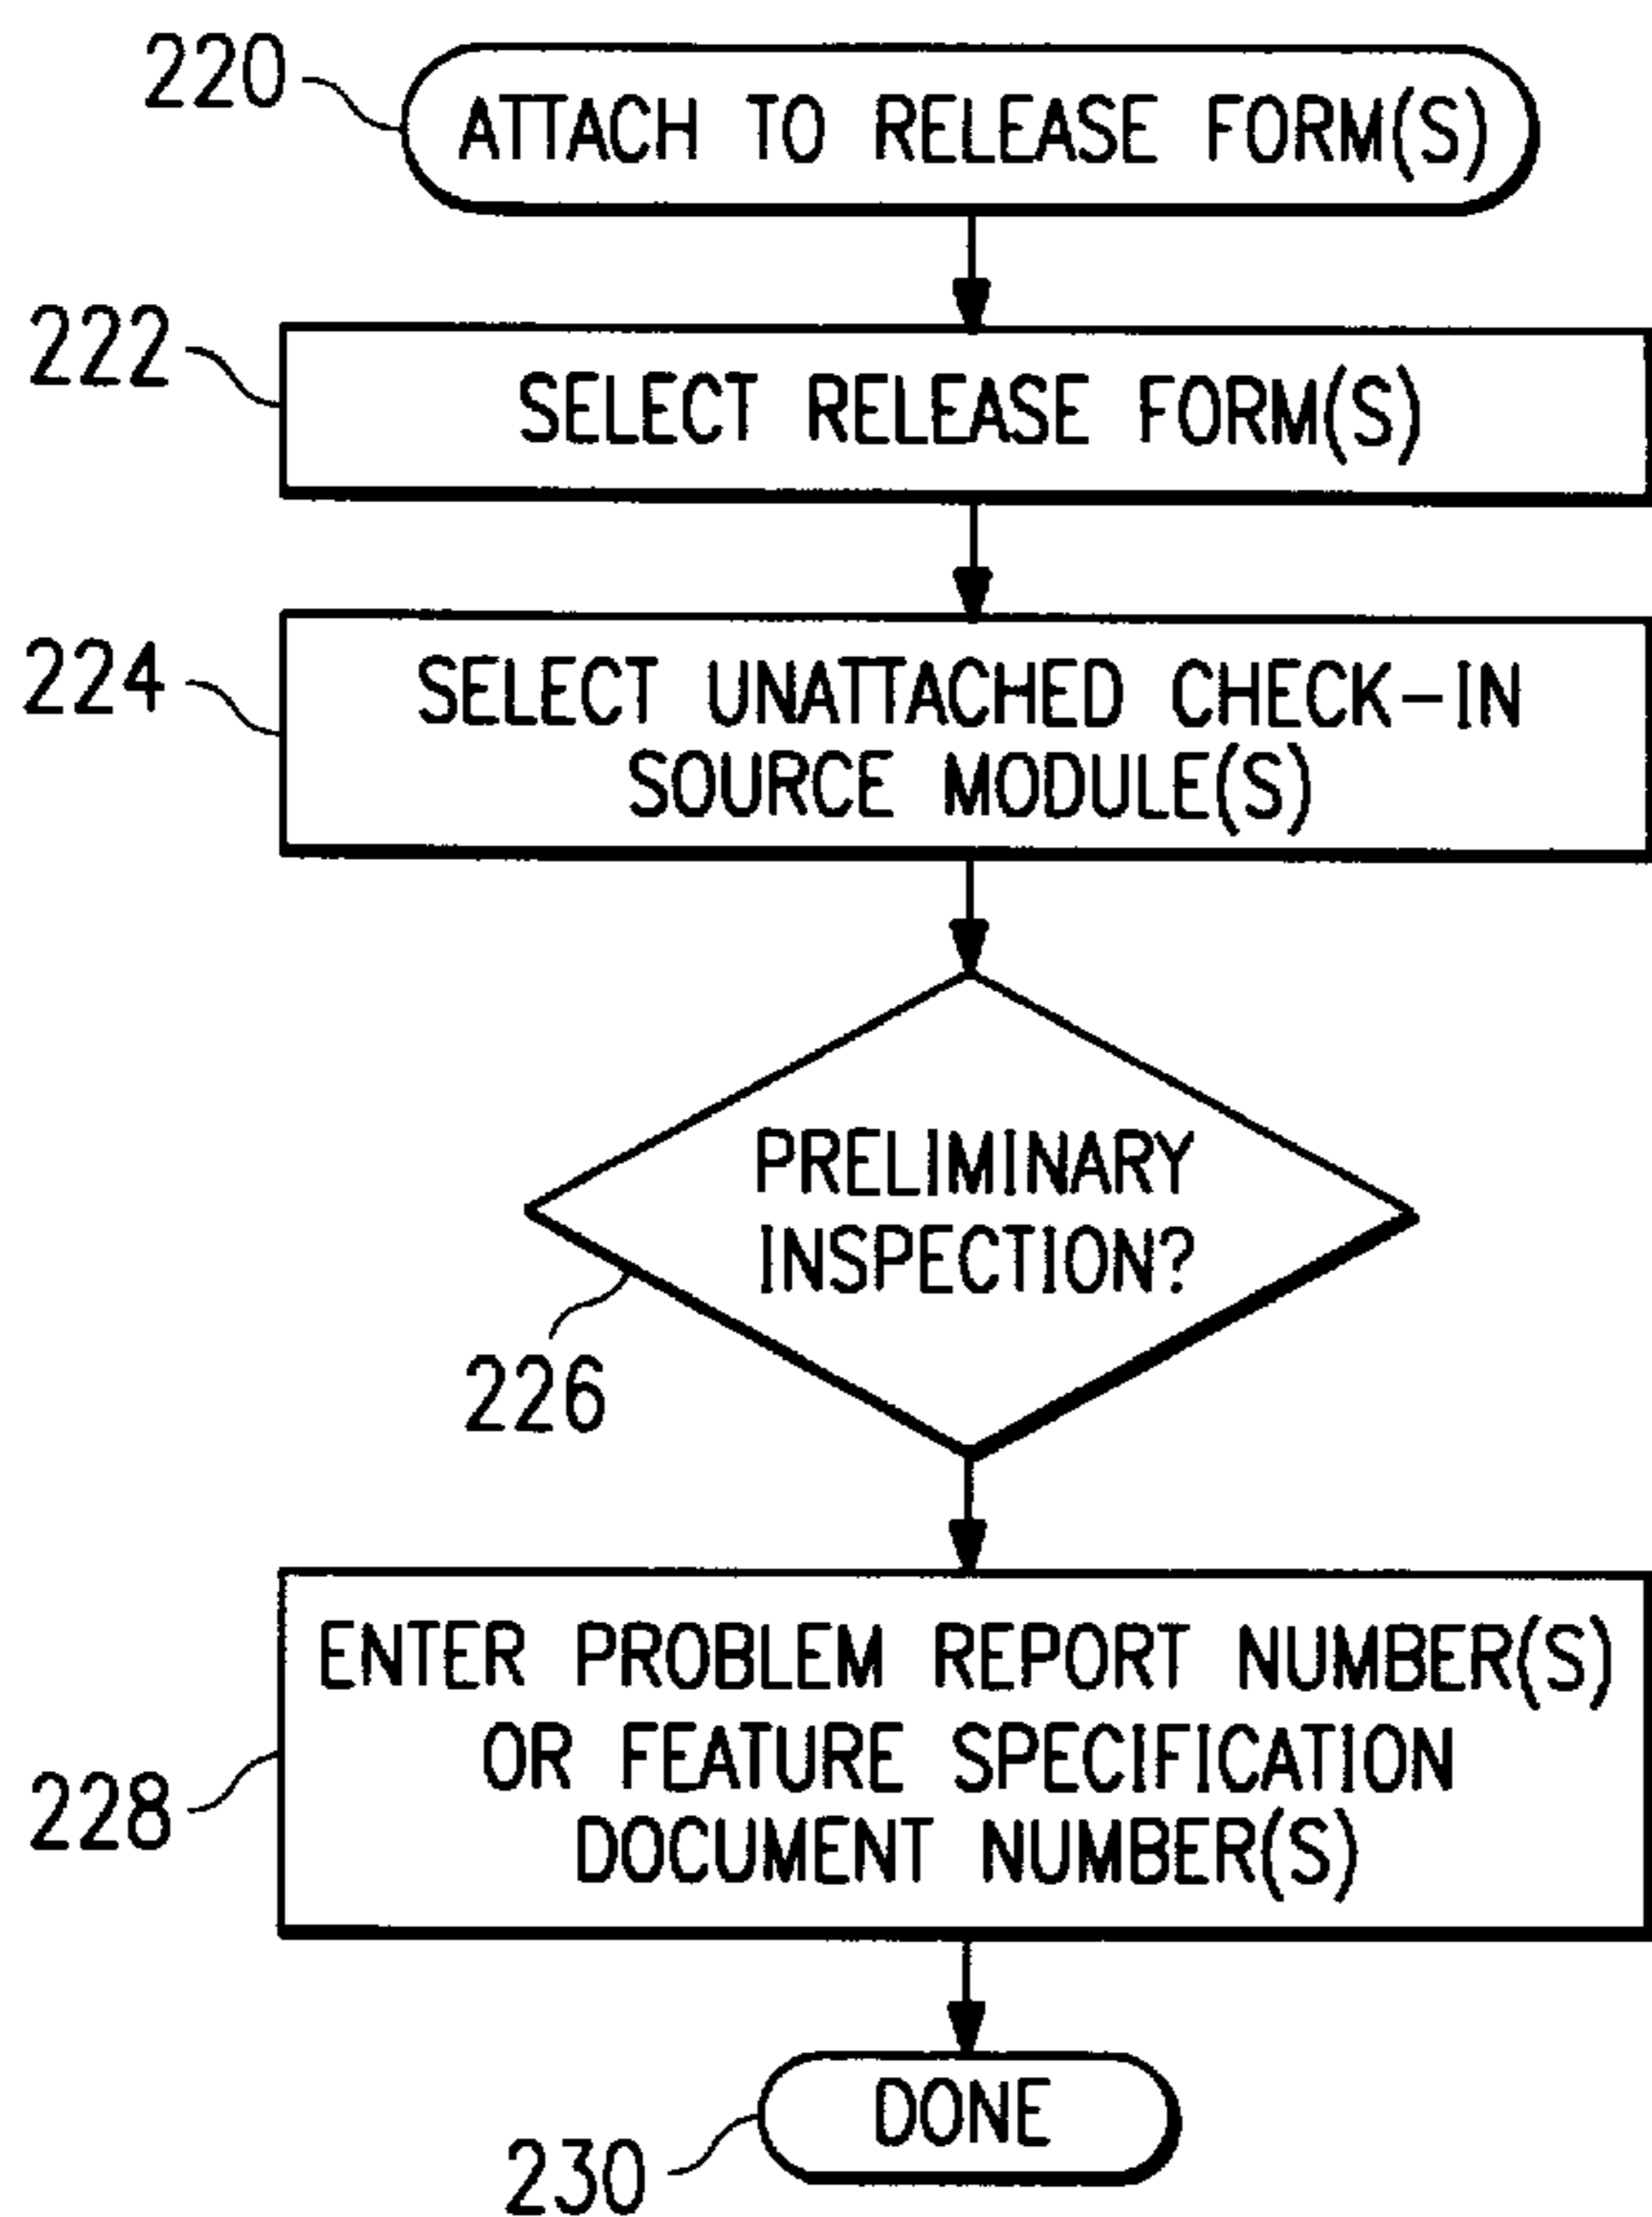 220
ATTACH TO RELEASE FORM(S)
222
SELECT RELEASE FORM(S)
224
SELECT UNATTACHED CHECK-IN
SOURCE MODULE(S)
PRELIMINARY
INSPECTION?
226
ENTER PROBLEM REPORT NUMBER(S)
OR FEATURE SPECIFICATION
DOCUMENT NUMBER(S)
228
DONE
230